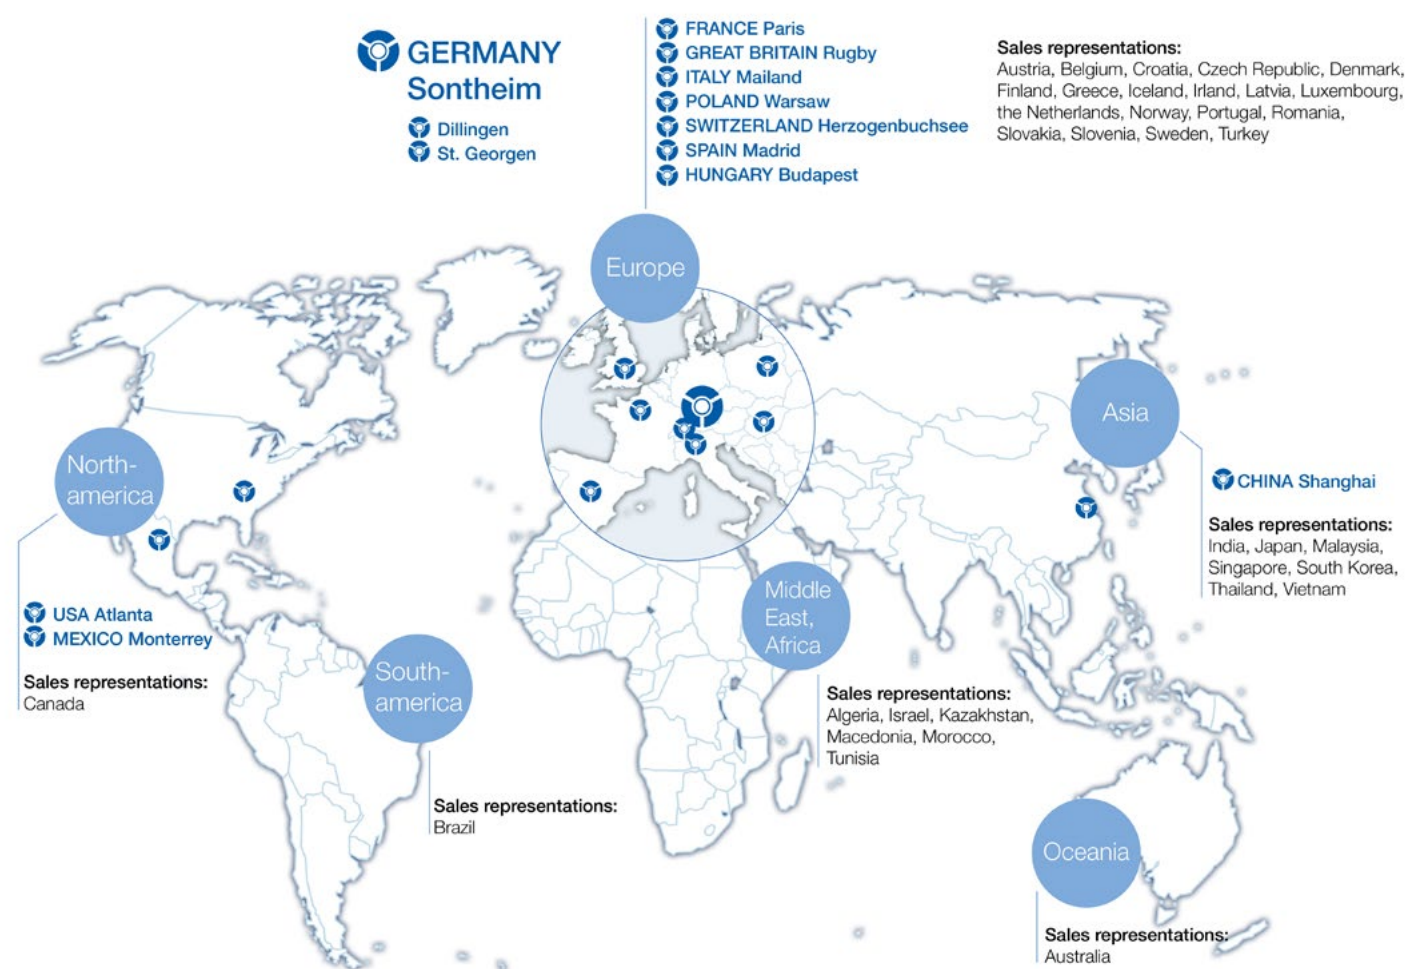 GERMANY
Sontheim
Dillingen
St. Georgen
FRANCE Paris
GREAT BRITAIN Rugby
ITALY Mailand
POLAND Warsaw
SWITZERLAND Herzogenbuchsee
SPAIN Madrid
HUNGARY Budapest
Sales representations:
Austria, Belgium, Croatia, Czech Republic, Denmark,
Finland, Greece, Iceland, Irland, Latvia, Luxembourg,
the Netherlands, Norway, Portugal, Romania,
Slovakia, Slovenia, Sweden, Turkey
Europe
Asia
CHINA Shanghai
Sales representations:
India, Japan, Malaysia,
Singapore, South Korea,
Thailand, Vietnam
North-
america
USA Atlanta
MEXICO Monterrey
Sales representations:
Canada
South-
america
Sales representations:
Brazil
Middle
East,
Africa
Sales representations:
Algeria, Israel, Kazakhstan,
Macedonia, Morocco,
Tunisia
Oceania
Sales representations:
Australia